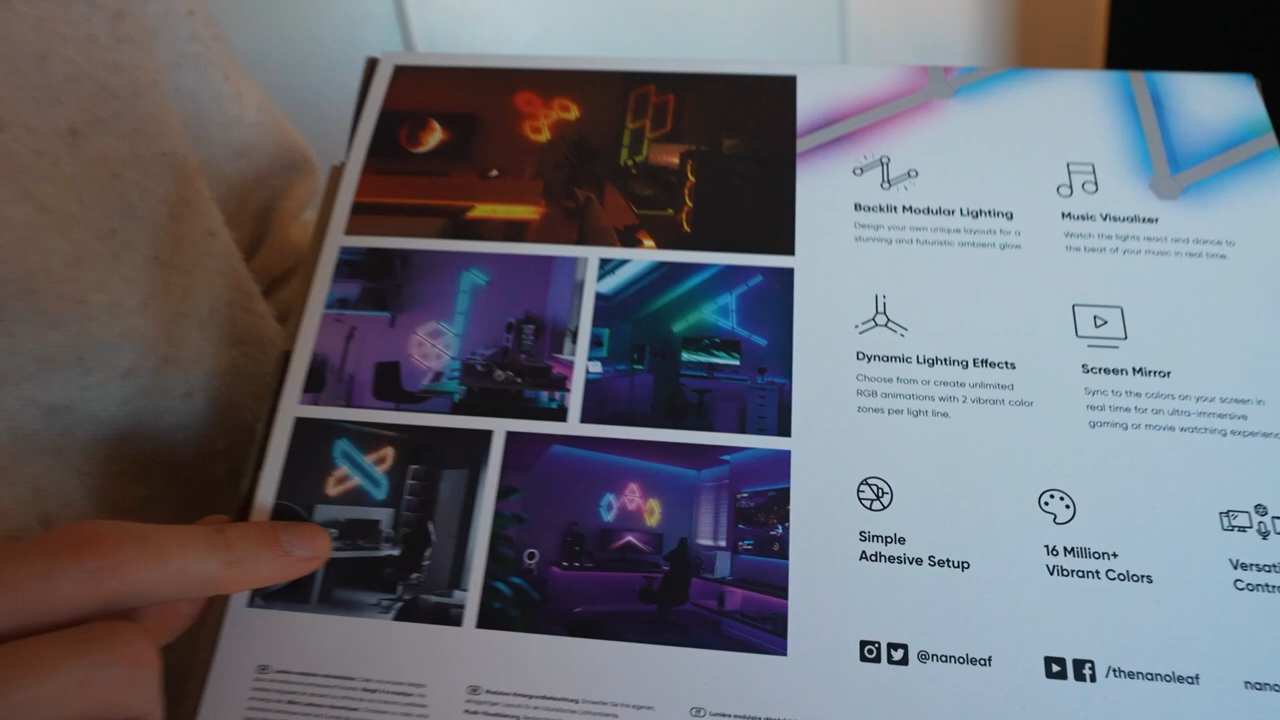 Backlit Modular Lighting
Design your own unique layouts for a
stunning and futuristic ambient glow.
Music Visualizer
Watch the lights react and dance to
the beat of your music in real time.
Dynamic Lighting Effects
Choose from or create unlimited
RGB animations with 2 vibrant color
zones per light line.
Screen Mirror
Sync to the colors on your screen in
real time for an ultra-immersive
gaming or movie watching experienc
Simple
Adhesive Setup
16 Million+
Vibrant Colors
Versati
Contr
@nanoleaf
/thenanoleaf
nano